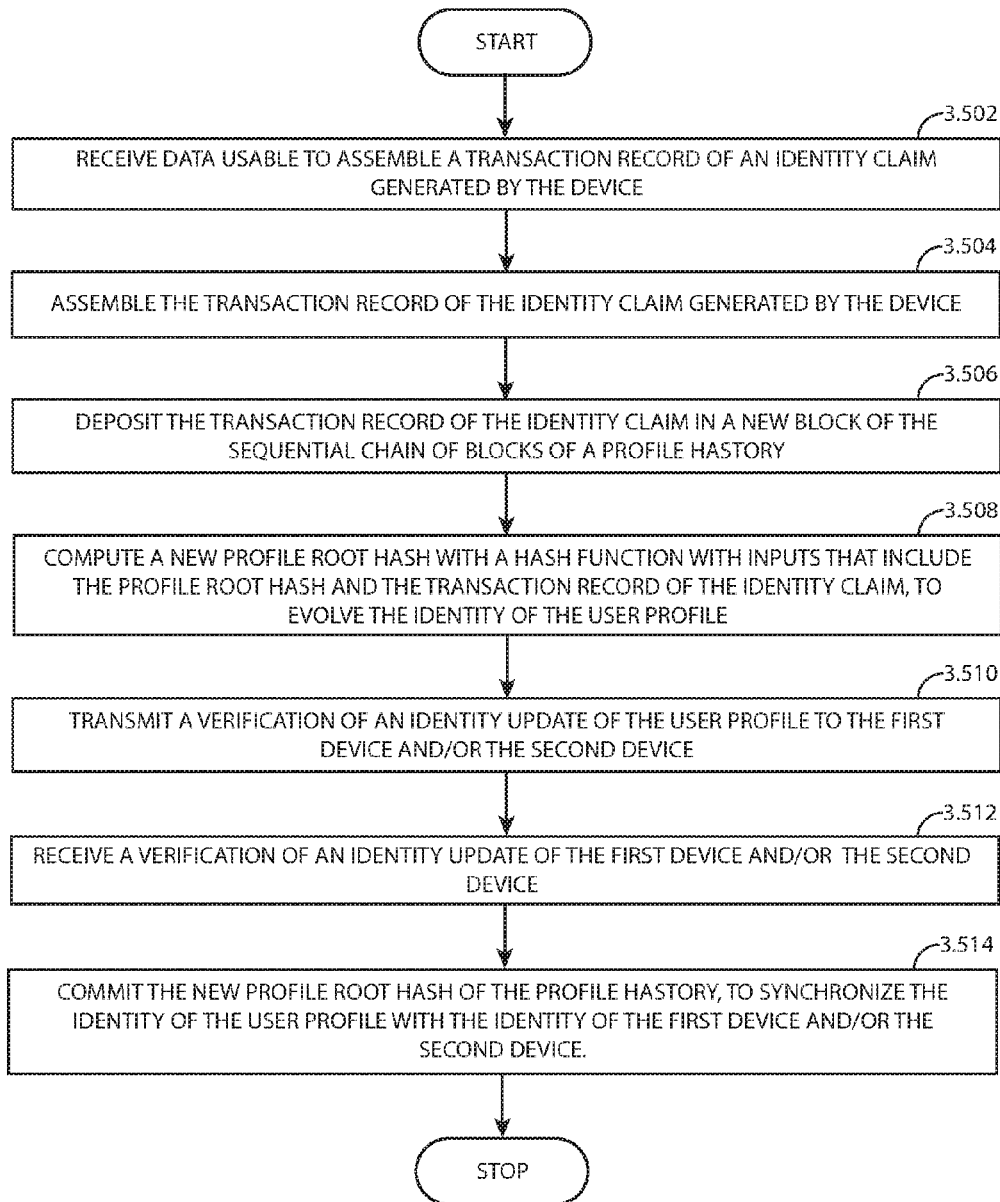 START
3.502
RECEIVE DATA USABLE TO ASSEMBLE A TRANSACTION RECORD OF AN IDENTITY CLAIM
GENERATED BY THE DEVICE
3.504
ASSEMBLE THE TRANSACTION RECORD OF THE IDENTITY CLAIM GENERATED BY THE DEVICE
3.506
DEPOSIT THE TRANSACTION RECORD OF THE IDENTITY CLAIM IN A NEW BLOCK OF THE
SEQUENTIAL CHAIN OF BLOCKS OF A PROFILE HASTORY
3.508
COMPUTE A NEW PROFILE ROOT HASH WITH A HASH FUNCTION WITH INPUTS THAT INCLUDE
THE PROFILE ROOT HASH AND THE TRANSACTION RECORD OF THE IDENTITY CLAIM, TO
EVOLVE THE IDENTITY OF THE USER PROFILE
3.510
TRANSMIT A VERIFICATION OF AN IDENTITY UPDATE OF THE USER PROFILE TO THE FIRST
DEVICE AND/OR THE SECOND DEVICE
3.512
RECEIVE A VERIFICATION OF AN IDENTITY UPDATE OF THE FIRST DEVICE AND/OR THE SECOND
DEVICE
3.514
COMMIT THE NEW PROFILE ROOT HASH OF THE PROFILE HASTORY, TO SYNCHRONIZE THE
IDENTITY OF THE USER PROFILE WITH THE IDENTITY OF THE FIRST DEVICE AND/OR THE
SECOND DEVICE.
STOP